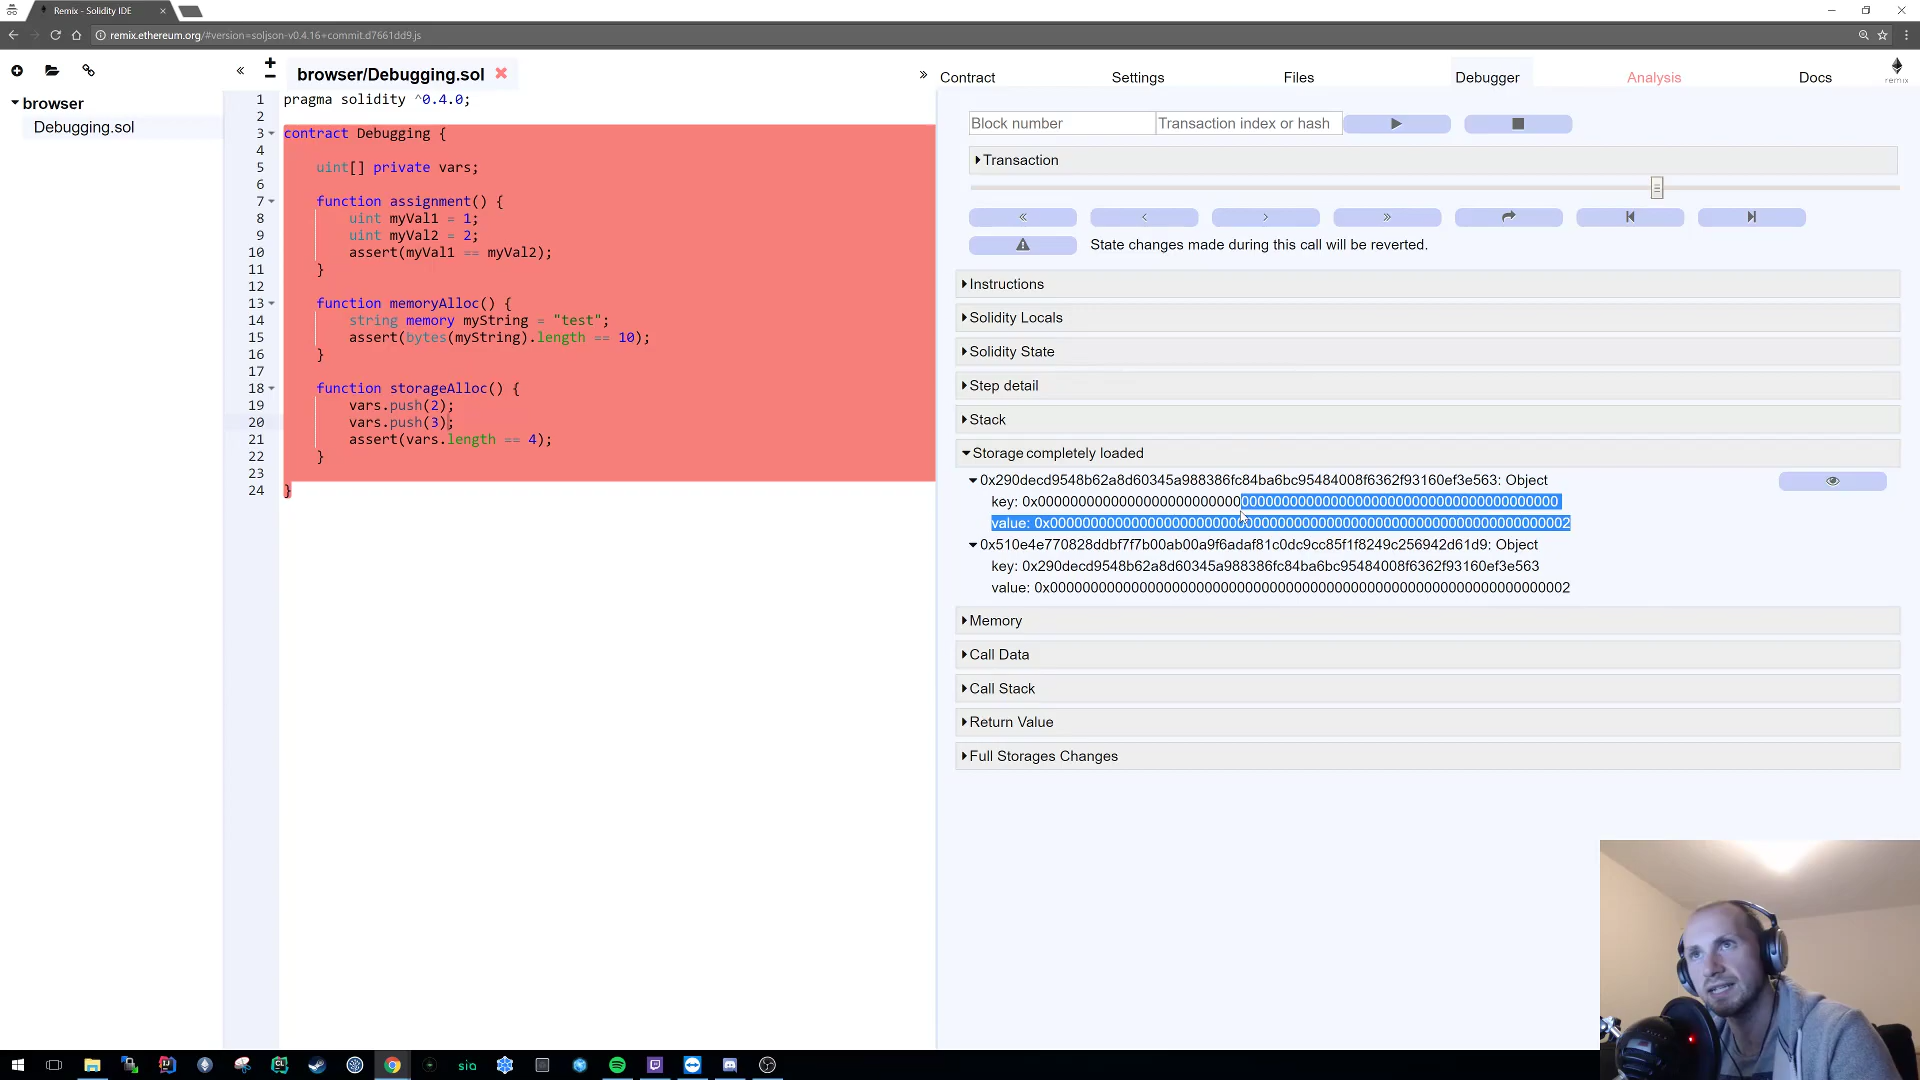 Remix - Solidity IDE
remix.ethereum.org/#version=soljson-v0.4.16+commit.d7661dd9.js
browser
Debugging.sol
browser/Debugging.sol
1 pragma solidity ^0.4.0;
2
3 contract Debugging {
4
5 uint[] private vars;
6
7 function assignment() {
8 uint myVal1 = 1;
9 uint myVal2 = 2;
10 assert(myVal1 == myVal2);
11 }
12
13 function memoryAlloc() {
14 string memory myString = "test";
15 assert(bytes(myString).length == 10);
16 }
17
18 function storageAlloc() {
19 vars.push(2);
20 vars.push(3);
21 assert(vars.length == 4);
22 }
23
24 }
Contract Settings Files Debugger Analysis Docs
remix
Block number Transaction index or hash
Transaction
State changes made during this call will be reverted.
Instructions
Solidity Locals
Solidity State
Step detail
Stack
Storage completely loaded
0x290decd9548b62a8d60345a988386fc84ba6bc95484008f6362f93160ef3e563: Object
key: 0x0000000000000000000000000000000000000000000000000000000000000000
value: 0x0000000000000000000000000000000000000000000000000000000000000002
0x510e4e770828ddbf7f7b00ab00a9f6adaf81c0dc9cc85f1f8249c256942d61d9: Object
key: 0x290decd9548b62a8d60345a988386fc84ba6bc95484008f6362f93160ef3e563
value: 0x0000000000000000000000000000000000000000000000000000000000000002
Memory
Call Data
Call Stack
Return Value
Full Storages Changes
sia